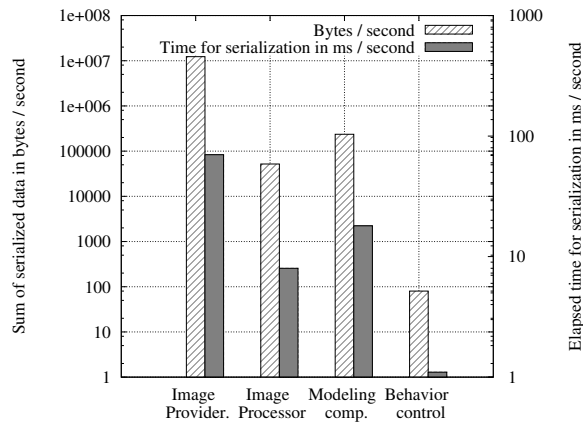 Bytes / second
Time for serialization in ms / second
Sum of serialized data in bytes / second
1e+008
1e+007
1e+006
100000
10000
1000
100
10
1
1000
100
10
1
Elapsed time for serialization in ms / second
Image Provider.
Image Processor
Modeling comp.
Behavior control